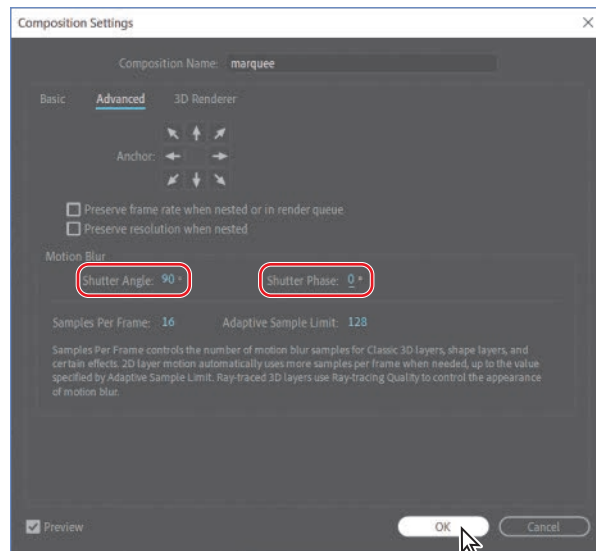 Composition Settings
Composition Name: marquee
Basic Advanced 3D Renderer
Anchor:
Preserve frame rate when nested or in render queue
Preserve resolution when nested
Motion Blur
Shutter Angle: 90 ° Shutter Phase: 0 °
Samples Per Frame: 16 Adaptive Sample Limit: 128
Samples Per Frame controls the number of motion blur samples for Classic 3D layers, shape layers, and
certain effects. 2D layer motion automatically uses more samples per frame when needed, up to the value
specified by Adaptive Sample Limit. Ray-traced 3D layers use Ray-tracing Quality to control the appearance
of motion blur.
Preview OK Cancel